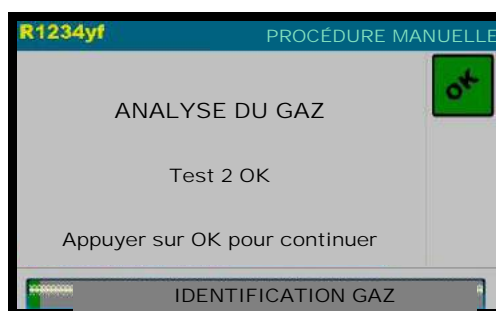 R1234yf PROCÉDURE MANUELLE
OK
ANALYSE DU GAZ
Test 2 OK
Appuyer sur OK pour continuer
IDENTIFICATION GAZ